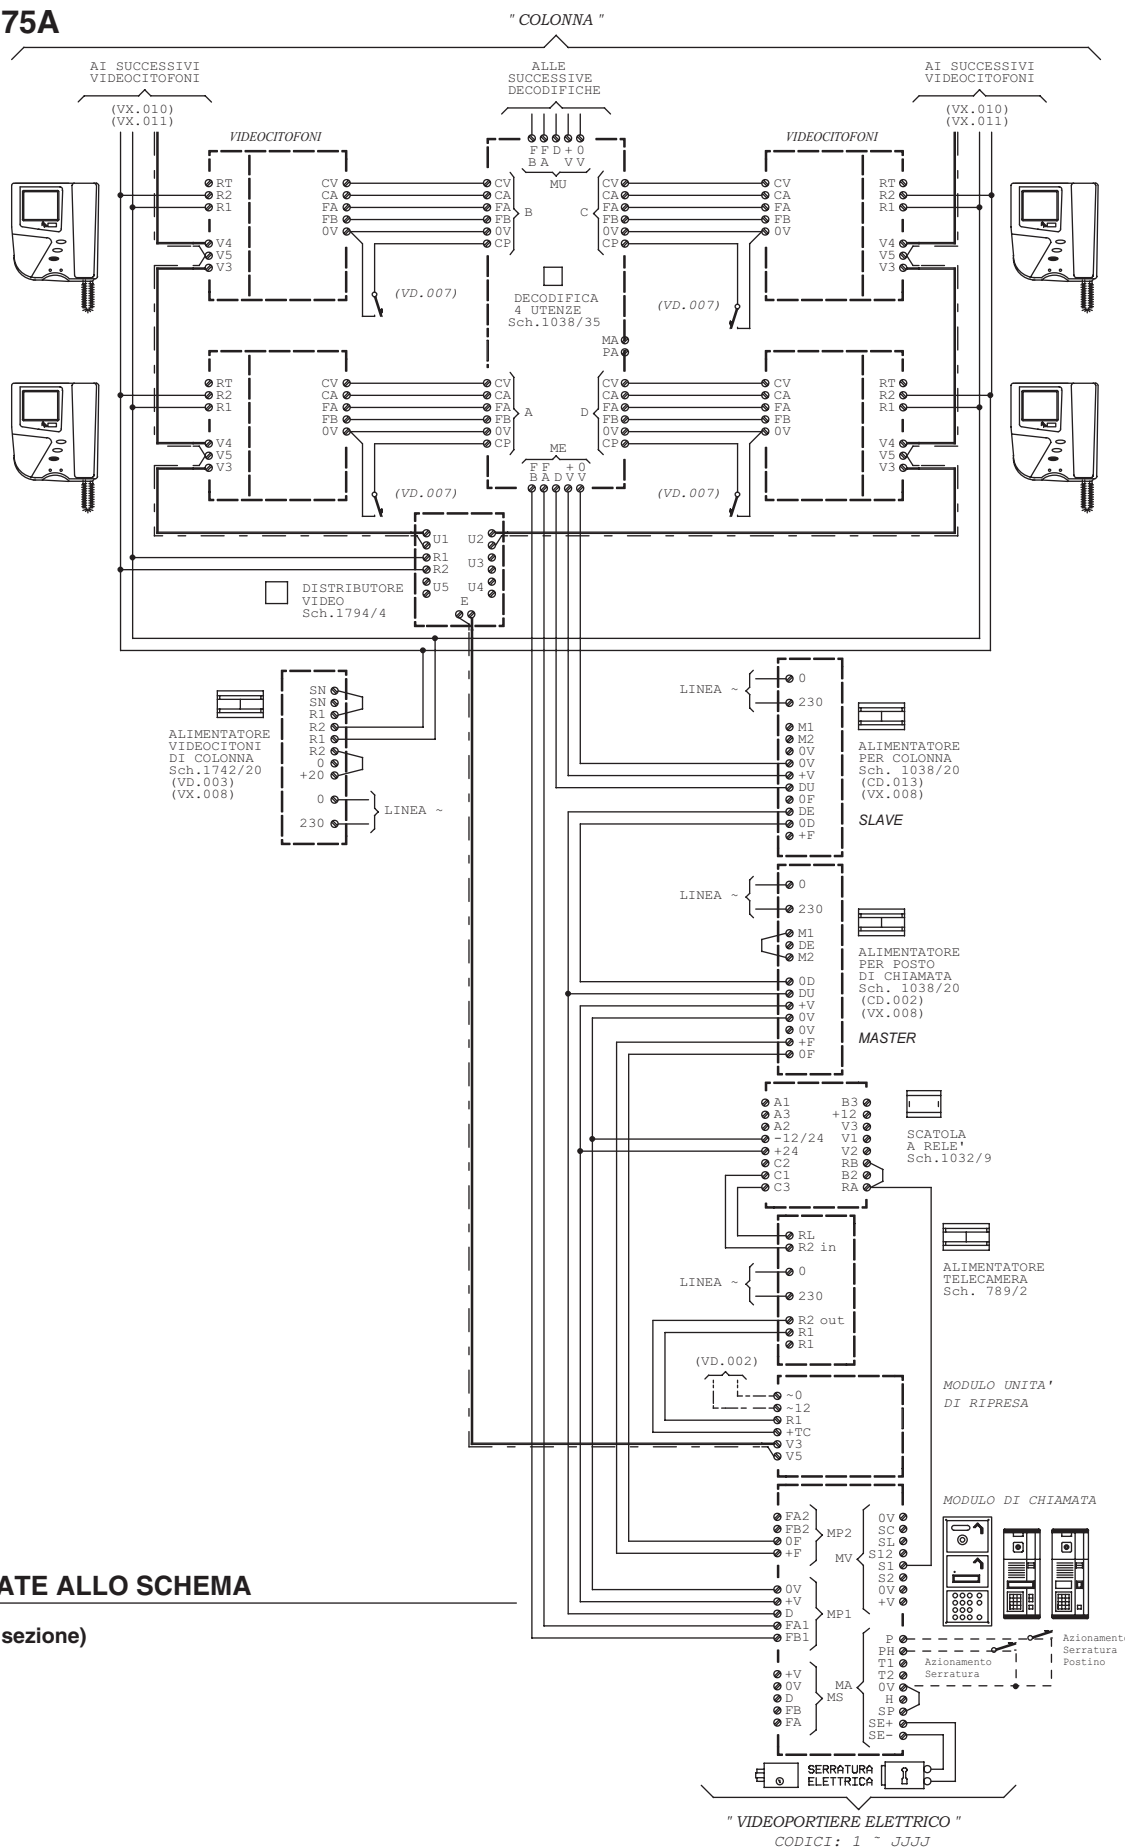 75A
" COLONNA "
AI SUCCESSIVI
VIDEOCITOFONI
(VX.010)
(VX.011)
ALLE
SUCCESSIVE
DECODIFICHE
AI SUCCESSIVI
VIDEOCITOFONI
(VX.010)
(VX.011)
VIDEOCITOFONI
VIDEOCITOFONI
F F D + 0
B A V V
MU
RT
R2
R1
V4
V5
V3
CV
CA
FA
FB
0V
CV
CA
FA
FB
0V
CP
B
C
CV
CA
FA
FB
0V
CP
CV
CA
FA
FB
0V
RT
R2
R1
V4
V5
V3
(VD.007)
(VD.007)
DECODIFICA
4 UTENZE
Sch.1038/35
MA
PA
RT
R2
R1
V4
V5
V3
CV
CA
FA
FB
0V
CV
CA
FA
FB
0V
CP
A
D
CV
CA
FA
FB
0V
CP
CV
CA
FA
FB
0V
RT
R2
R1
V4
V5
V3
ME
F F + 0
B A D V V
(VD.007)
(VD.007)
U1
R1
R2
U5
U2
U3
U4
E
DISTRIBUTORE
VIDEO
Sch.1794/4
SN
SN
R1
R2
R1
R2
0
+20
0
230
LINEA ~
ALIMENTATORE
VIDEOCITONI
DI COLONNA
Sch.1742/20
(VD.003)
(VX.008)
LINEA ~
0
230
M1
M2
0V
0V
+V
DU
0F
DE
0D
+F
ALIMENTATORE
PER COLONNA
Sch. 1038/20
(CD.013)
(VX.008)
SLAVE
LINEA ~
0
230
M1
DE
M2
0D
DU
+V
0V
0V
+F
0F
ALIMENTATORE
PER POSTO
DI CHIAMATA
Sch. 1038/20
(CD.002)
(VX.008)
MASTER
A1
A3
A2
-12/24
+24
C2
C1
C3
B3
+12
V3
V1
V2
RB
B2
RA
SCATOLA
A RELE'
Sch.1032/9
RL
R2 in
LINEA ~
0
230
R2 out
R1
R1
ALIMENTATORE
TELECAMERA
Sch. 789/2
(VD.002)
~0
~12
R1
+TC
V3
V5
MODULO UNITA'
DI RIPRESA
MODULO DI CHIAMATA
FA2
FB2
0F
+F
MP2
0V
+V
D
FA1
FB1
MP1
+V
0V
D
FB
FA
MS
0V
SC
SL
S12
S1
S2
0V
+V
MV
P
PH
T1
T2
0V
H
SP
SE+
SE-
MA
Azionamento
Serratura
Azionament
Serratura
Postino
SERRATURA
ELETTRICA
" VIDEOPORTIERE ELETTRICO "
CODICI: 1 ~ JJJJ
ATE ALLO SCHEMA
sezione)